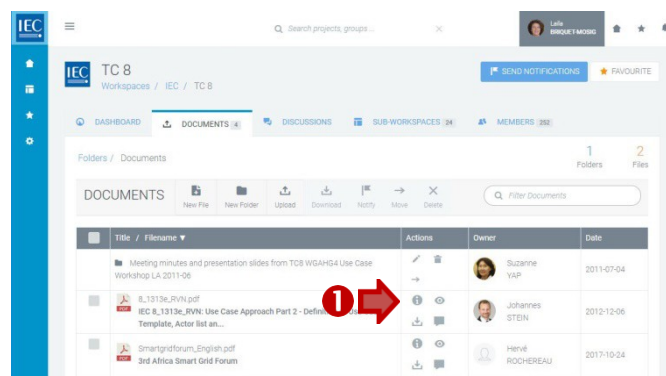 IEC
Search projects, groups ...
Laile
BRIQUET-MOSIG
IEC
TC 8
Workspaces / IEC / TC 8
SEND NOTIFICATIONS
FAVOURITE
DASHBOARD
DOCUMENTS 4
DISCUSSIONS
SUB-WORKSPACES 24
MEMBERS 252
Folders / Documents
1 2
Folders Files
DOCUMENTS
New File New Folder Upload Download Notify Move Delete
Filter Documents
Title / Filename ▼ Actions Owner Date
Meeting minutes and presentation slides from TC8 WGAHG4 Use Case
Workshop LA 2011-06
Suzanne
YAP
2011-07-04
1
PDF
8_1313e_RVN.pdf
IEC 8_1313e_RVN: Use Case Approach Part 2 -
Template, Actor list an...
Johannes
STEIN
2012-12-06
PDF
Smartgridforum_English.pdf
3rd Africa Smart Grid Forum
Hervé
ROCHEREAU
2017-10-24